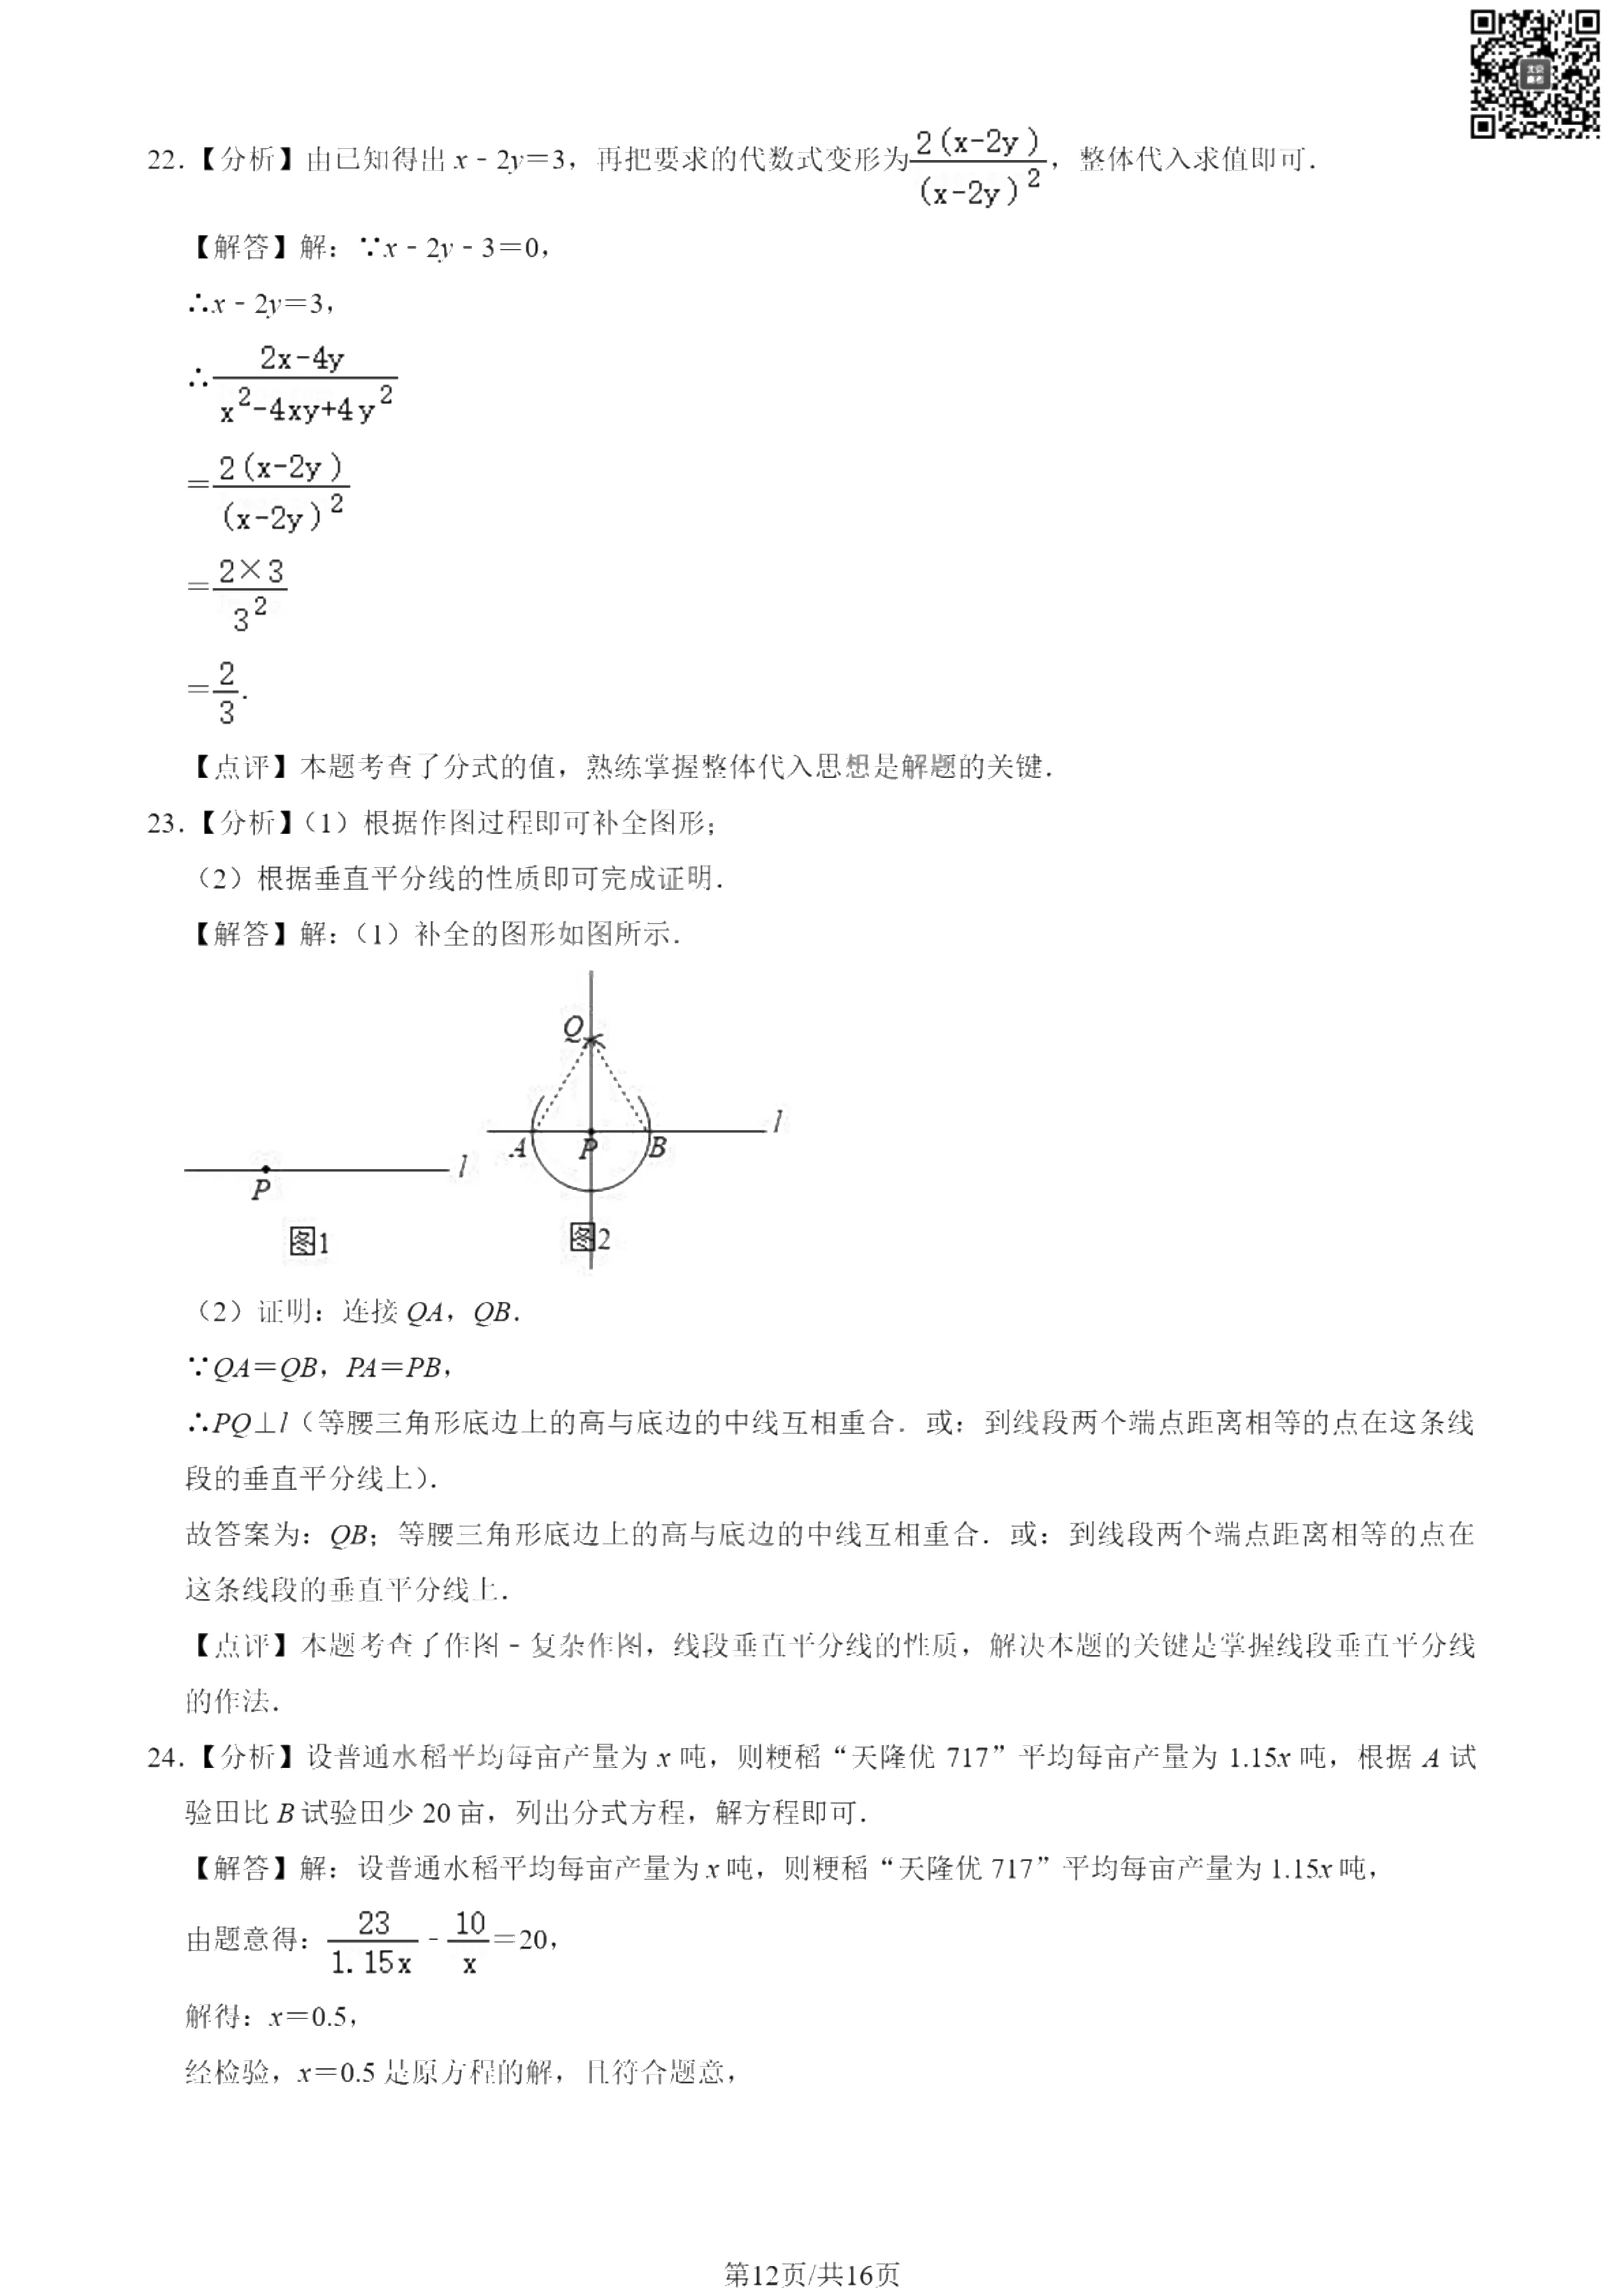 22.【分析】由已知得出 x﹣2y＝3，再把要求的代数式变形为 2(x-2y)/(x-2y)²，整体代入求值即可．
【解答】解：∵x﹣2y﹣3＝0，
∴x﹣2y＝3，
∴(2x-4y)/(x²-4xy+4y²)
＝2(x-2y)/(x-2y)²
＝2×3/3²
＝2/3．
【点评】本题考查了分式的值，熟练掌握整体代入思想是解题的关键．
23.【分析】（1）根据作图过程即可补全图形；
（2）根据垂直平分线的性质即可完成证明．
【解答】解：（1）补全的图形如图所示．
Q
A P B l
P l
图1 图2
（2）证明：连接 QA，QB．
∵QA＝QB，PA＝PB，
∴PQ⊥l（等腰三角形底边上的高与底边的中线互相重合．或：到线段两个端点距离相等的点在这条线
段的垂直平分线上）．
故答案为：QB；等腰三角形底边上的高与底边的中线互相重合．或：到线段两个端点距离相等的点在
这条线段的垂直平分线上．
【点评】本题考查了作图﹣复杂作图，线段垂直平分线的性质，解决本题的关键是掌握线段垂直平分线
的作法．
24.【分析】设普通水稻平均每亩产量为 x 吨，则粳稻“天隆优 717”平均每亩产量为 1.15x 吨，根据 A 试
验田比 B 试验田少 20 亩，列出分式方程，解方程即可．
【解答】解：设普通水稻平均每亩产量为 x 吨，则粳稻“天隆优 717”平均每亩产量为 1.15x 吨，
由题意得：23/1.15x﹣10/x＝20，
解得：x＝0.5，
经检验，x＝0.5 是原方程的解，且符合题意，
第12页/共16页